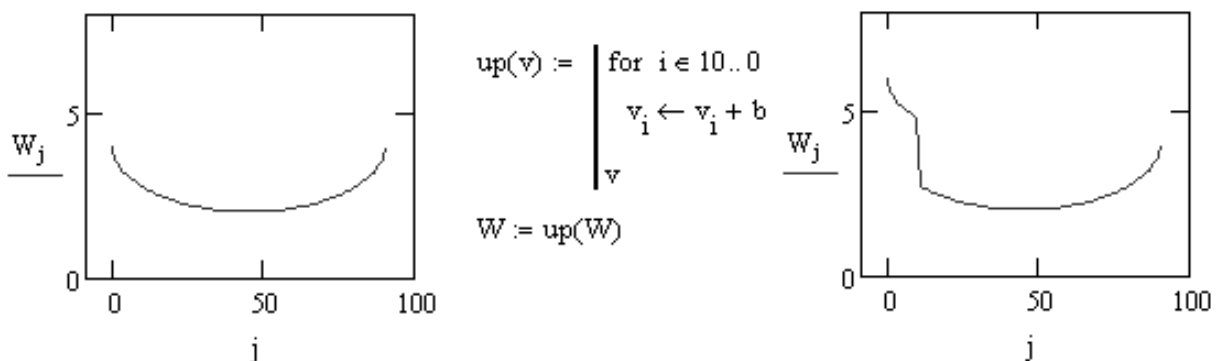 5
W_j
0
0 50 100
j
up(v) := for i ∈ 10 .. 0
v_i ← v_i + b
v
W := up(W)
5
W_j
0
0 50 100
j